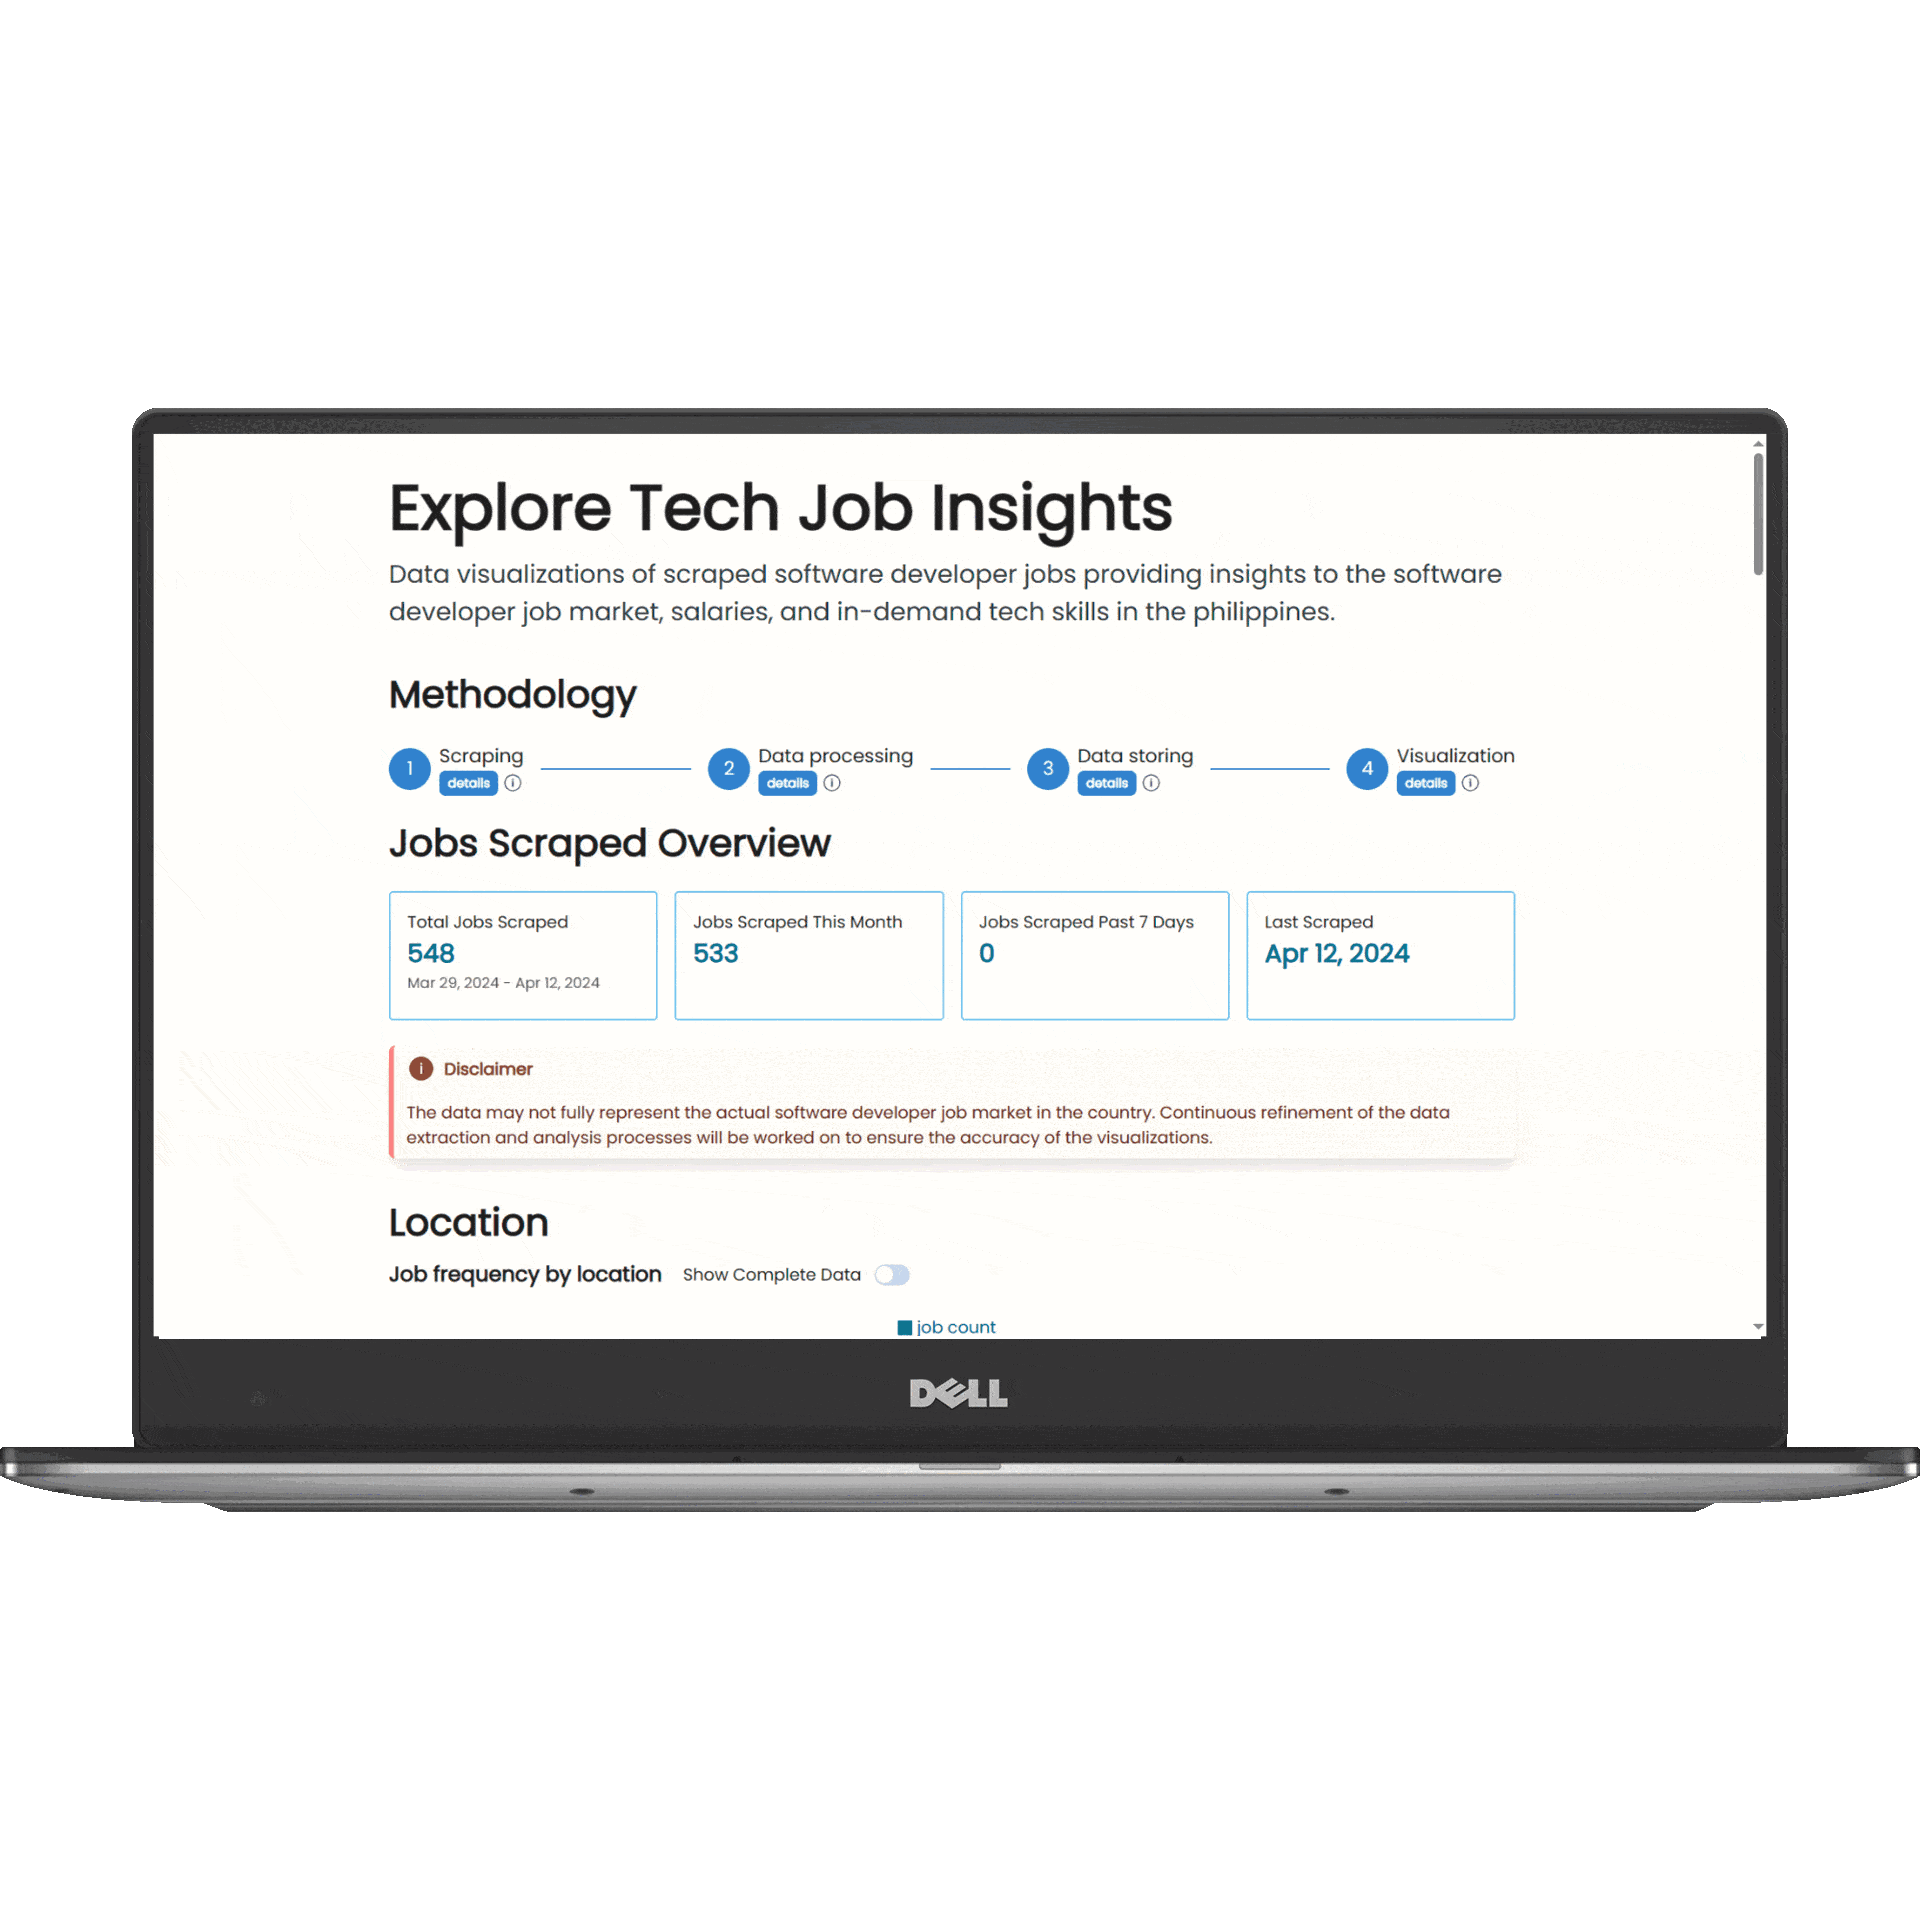 Explore Tech Job Insights
Data visualizations of scraped software developer jobs providing insights to the software
developer job market, salaries, and in-demand tech skills in the philippines.
Methodology
1 Scraping
details i
2 Data processing
details i
3 Data storing
details i
4 Visualization
details i
Jobs Scraped Overview
Total Jobs Scraped
548
Mar 29, 2024 - Apr 12, 2024
Jobs Scraped This Month
533
Jobs Scraped Past 7 Days
0
Last Scraped
Apr 12, 2024
i Disclaimer
The data may not fully represent the actual software developer job market in the country. Continuous refinement of the data
extraction and analysis processes will be worked on to ensure the accuracy of the visualizations.
Location
Job frequency by location Show Complete Data
job count
DELL